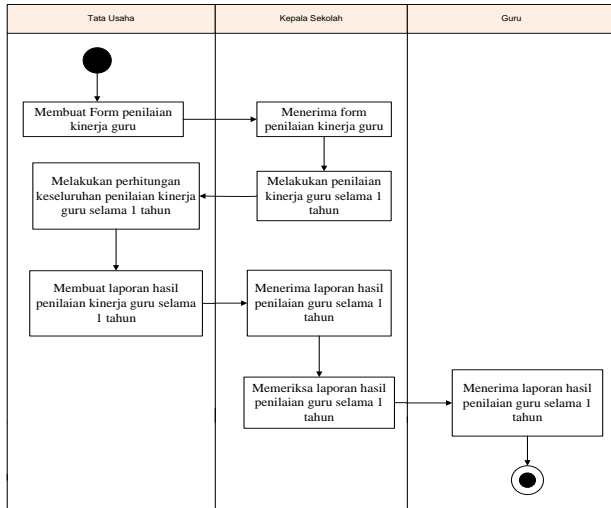 Tata Usaha
Kepala Sekolah
Guru
Membuat Form penilaian
kinerja guru
Menerima form
penilaian kinerja guru
Melakukan penilaian
kinerja guru selama 1
tahun
Melakukan perhitungan
keseluruhan penilaian kinerja
guru selama 1 tahun
Membuat laporan hasil
penilaian kinerja guru selama
1 tahun
Menerima laporan hasil
penilaian guru selama 1
tahun
Memeriksa laporan hasil
penilaian guru selama 1
tahun
Menerima laporan hasil
penilaian guru selama 1
tahun